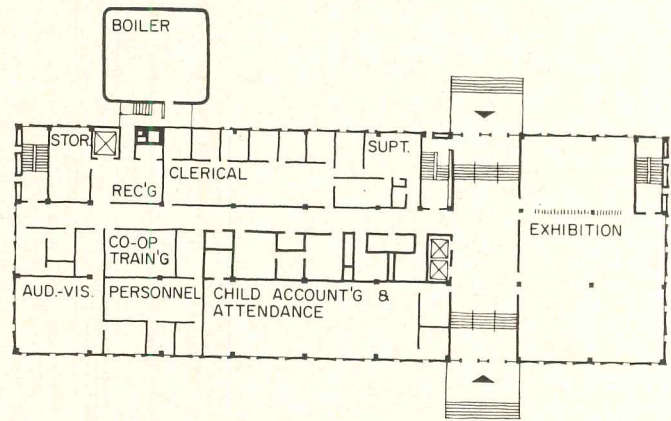 BOILER
STOR.
SUPT.
REC'G
CLERICAL
CO-OP
TRAIN'G
EXHIBITION
AUD.-VIS.
PERSONNEL
CHILD ACCOUNT'G &
ATTENDANCE